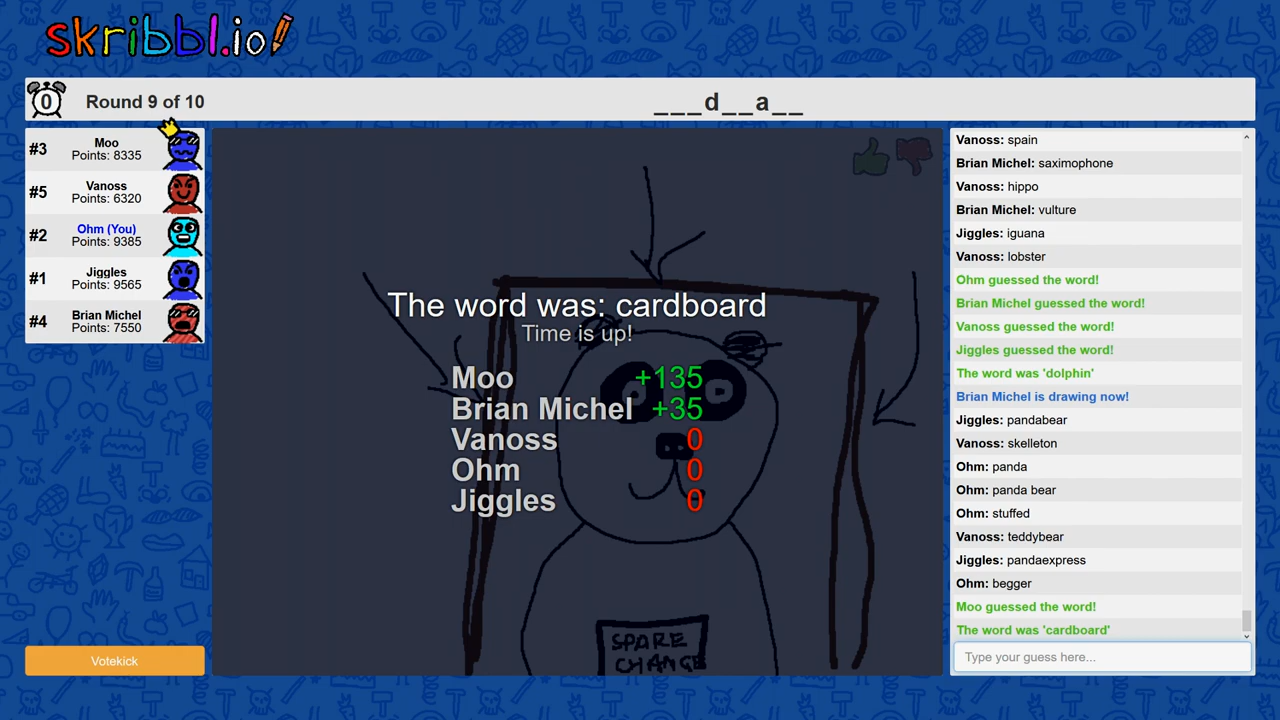 skribbl.io
0
Round 9 of 10
___d__a__
#3
Moo
Points: 8335
#5
Vanoss
Points: 6320
#2
Ohm (You)
Points: 9385
#1
Jiggles
Points: 9565
#4
Brian Michel
Points: 7550
Votekick
The word was: cardboard
Time is up!
Moo +135
Brian Michel +35
Vanoss 0
Ohm 0
Jiggles 0
SPARE
CHANGE
Vanoss: spain
Brian Michel: saximophone
Vanoss: hippo
Brian Michel: vulture
Jiggles: iguana
Vanoss: lobster
Ohm guessed the word!
Brian Michel guessed the word!
Vanoss guessed the word!
Jiggles guessed the word!
The word was 'dolphin'
Brian Michel is drawing now!
Jiggles: pandabear
Vanoss: skelleton
Ohm: panda
Ohm: panda bear
Ohm: stuffed
Vanoss: teddybear
Jiggles: pandaexpress
Ohm: begger
Moo guessed the word!
The word was 'cardboard'
Type your guess here...